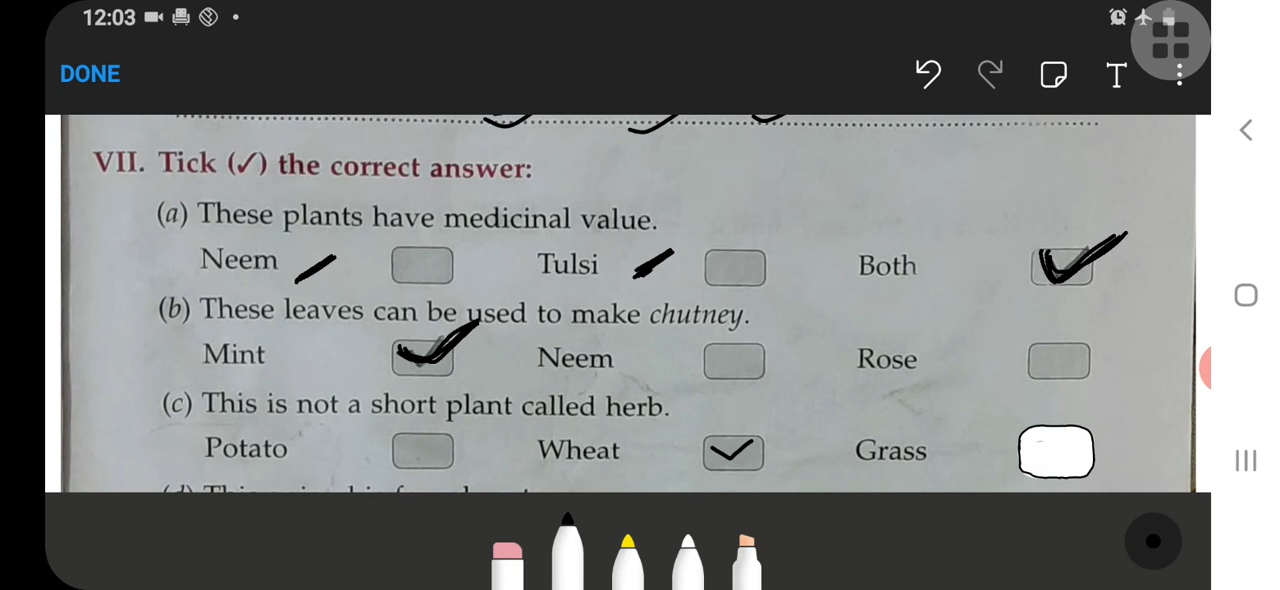 12:03
DONE
T
VII. Tick (✓) the correct answer:
(a) These plants have medicinal value.
Neem Tulsi Both
(b) These leaves can be used to make chutney.
Mint Neem Rose
(c) This is not a short plant called herb.
Potato Wheat Grass